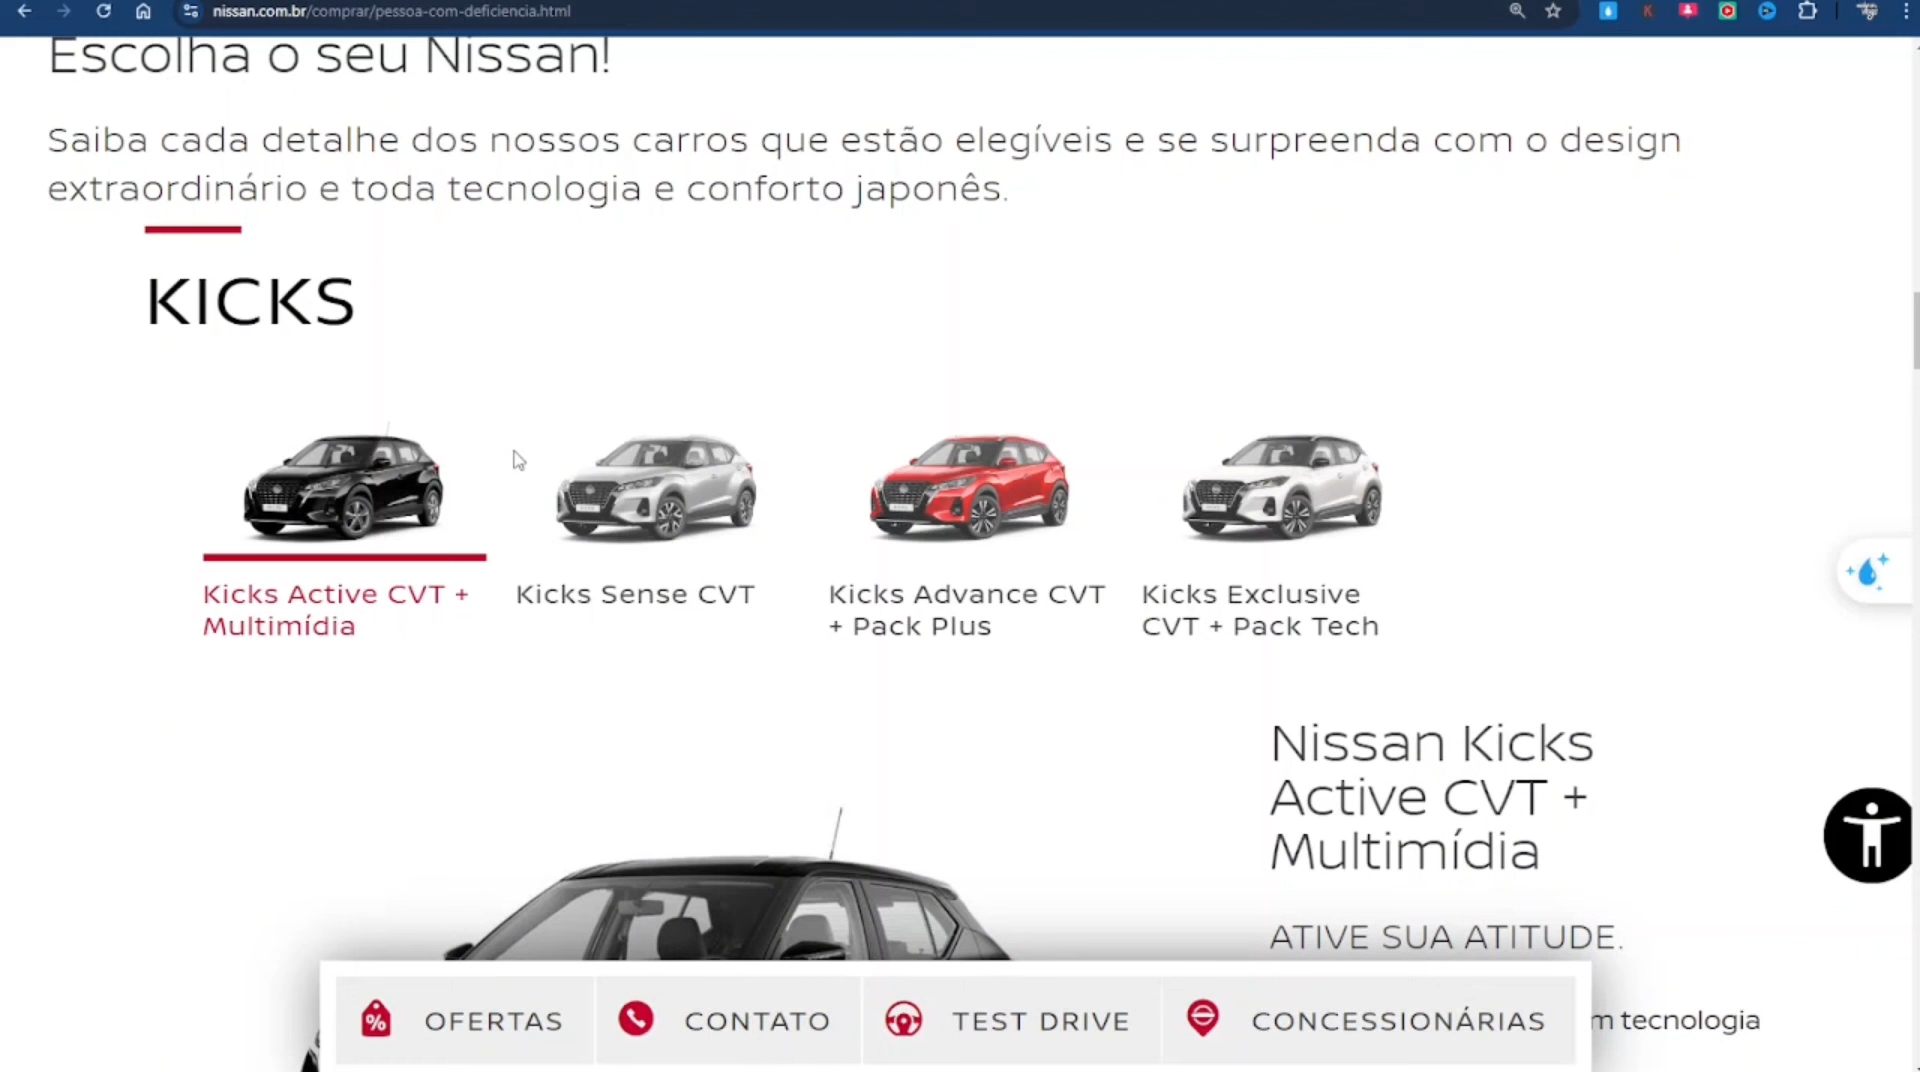 nissan.com.br/comprar/pessoa-com-deficiencia.html
Escolha o seu Nissan!
Saiba cada detalhe dos nossos carros que estão elegíveis e se surpreenda com o design
extraordinário e toda tecnologia e conforto japonês.
KICKS
Kicks Active CVT +
Multimídia
Kicks Sense CVT
Kicks Advance CVT
+ Pack Plus
Kicks Exclusive
CVT + Pack Tech
Nissan Kicks
Active CVT +
Multimídia
ATIVE SUA ATITUDE.
m tecnologia
OFERTAS
CONTATO
TEST DRIVE
CONCESSIONÁRIAS